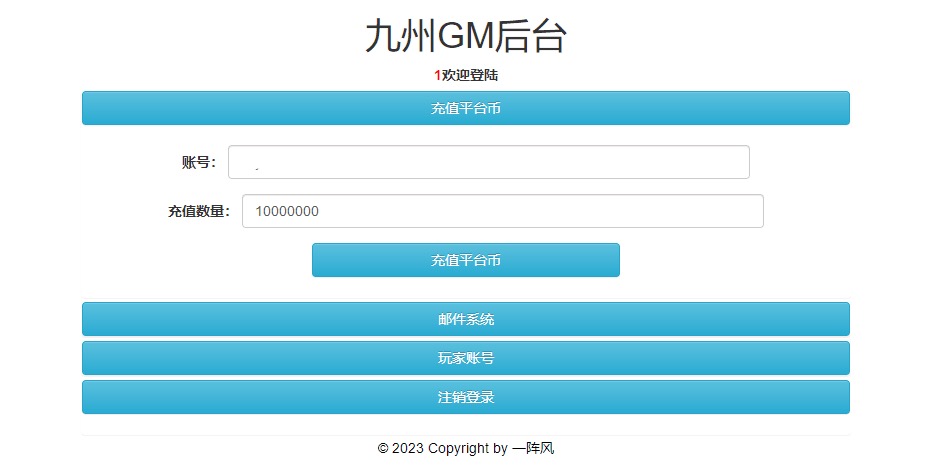 九州GM后台
1欢迎登陆
充值平台币
账号：
充值数量： 10000000
充值平台币
邮件系统
玩家账号
注销登录
© 2023 Copyright by 一阵风